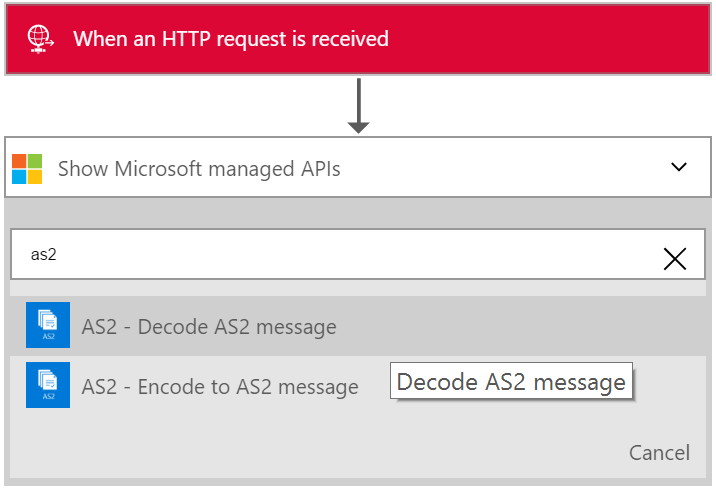 When an HTTP request is received
Show Microsoft managed APIs
as2
AS2
AS2 - Decode AS2 message
AS2
AS2 - Encode to AS2 message
Decode AS2 message
Cancel